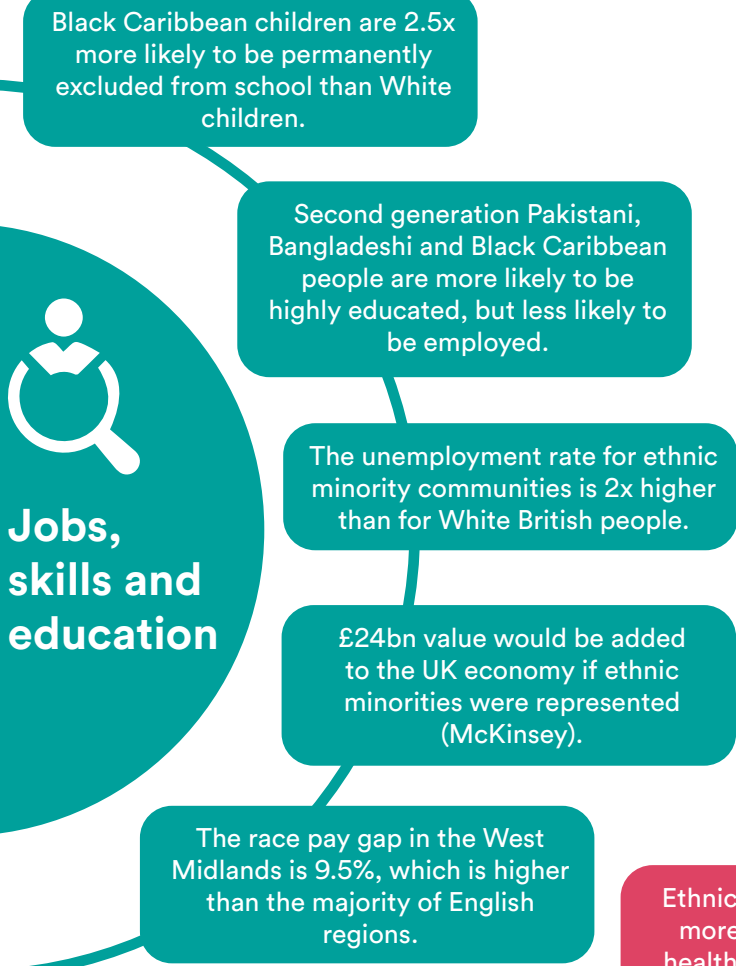 Black Caribbean children are 2.5x
more likely to be permanently
excluded from school than White
children.
Second generation Pakistani,
Bangladeshi and Black Caribbean
people are more likely to be
highly educated, but less likely to
be employed.
The unemployment rate for ethnic
minority communities is 2x higher
than for White British people.
Jobs,
skills and
education
£24bn value would be added
to the UK economy if ethnic
minorities were represented
(McKinsey).
The race pay gap in the West
Midlands is 9.5%, which is higher
than the majority of English
regions.
Ethnic
more
health